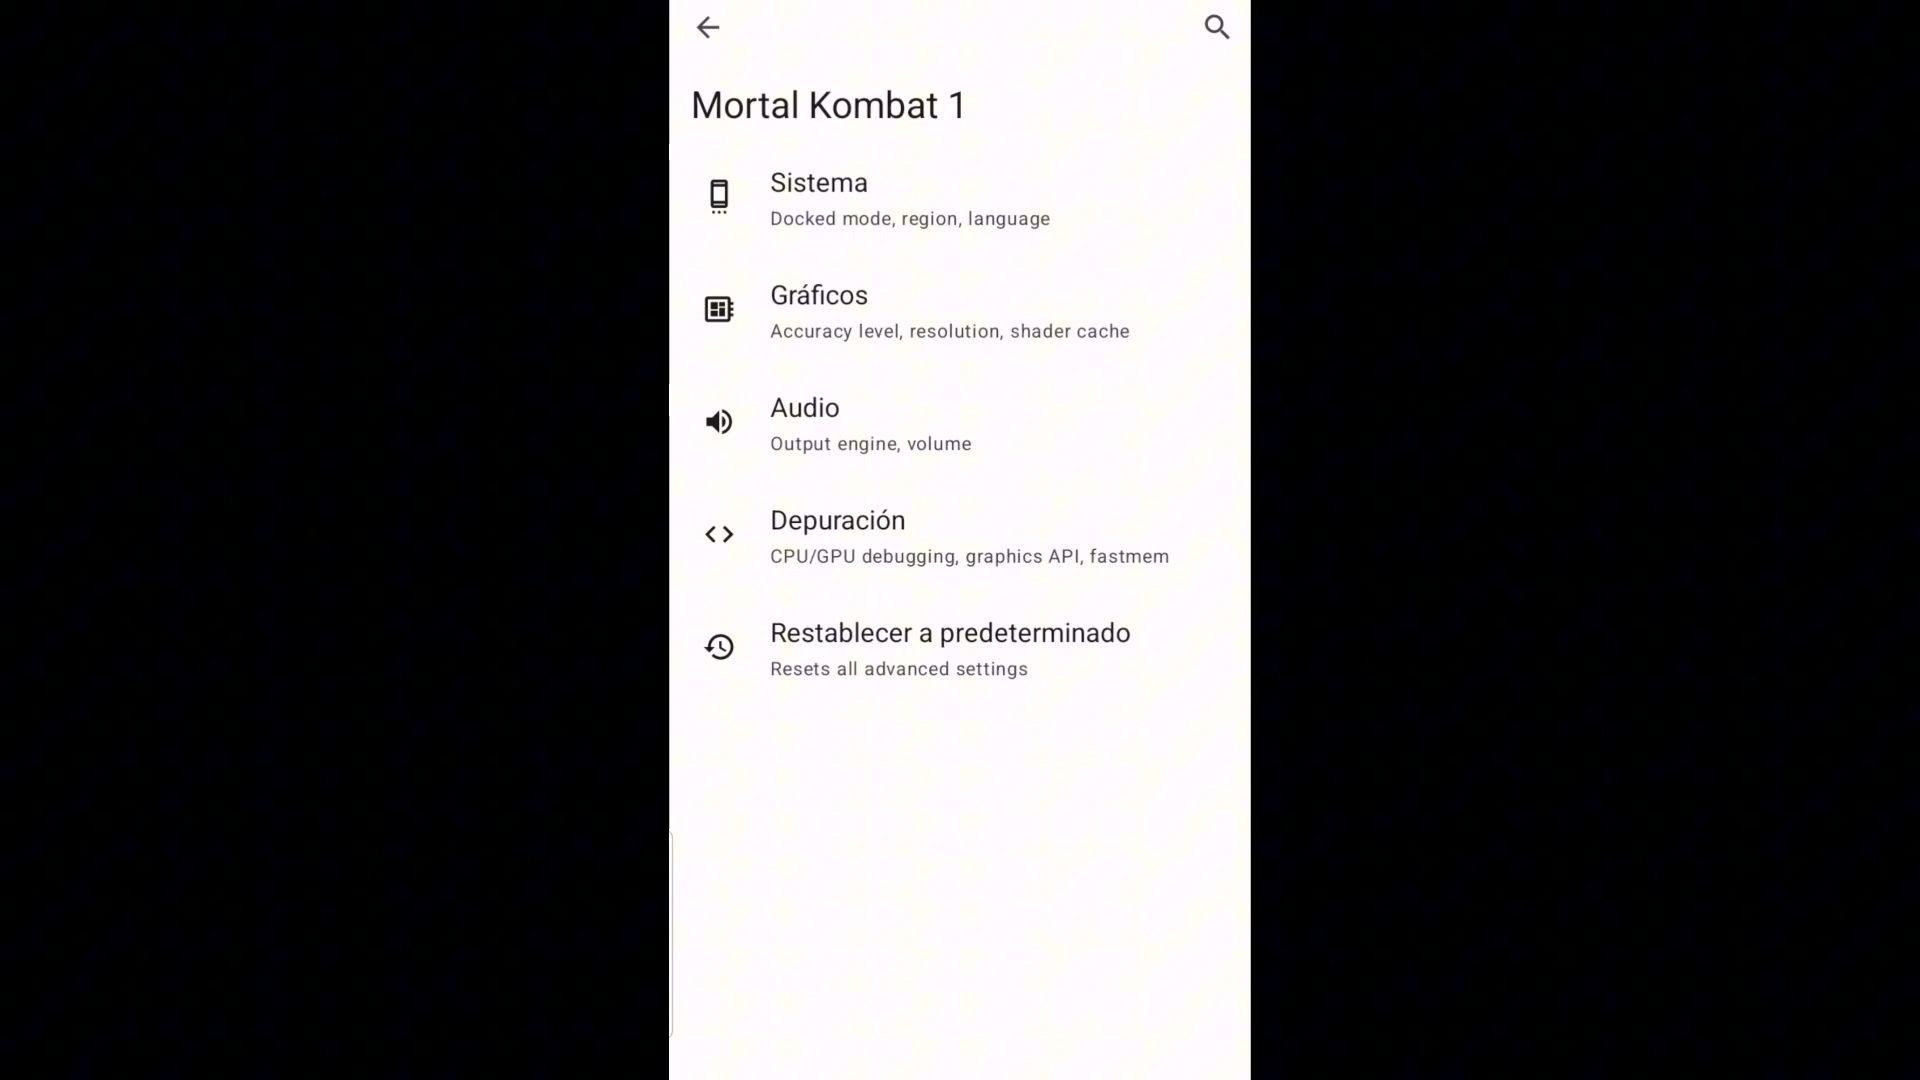 Mortal Kombat 1
Sistema
Docked mode, region, language
Gráficos
Accuracy level, resolution, shader cache
Audio
Output engine, volume
Depuración
CPU/GPU debugging, graphics API, fastmem
Restablecer a predeterminado
Resets all advanced settings